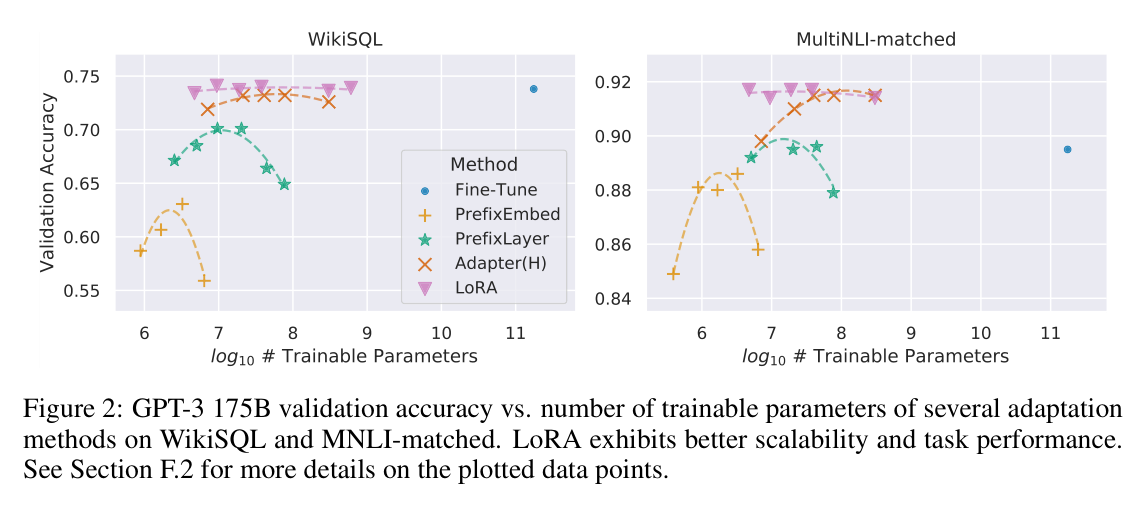 WikiSQL
MultiNLI-matched
Validation Accuracy
0.75
0.70
0.65
0.60
0.55
6 7 8 9 10 11
log10 # Trainable Parameters
Method
Fine-Tune
PrefixEmbed
PrefixLayer
Adapter(H)
LoRA
0.92
0.90
0.88
0.86
0.84
6 7 8 9 10 11
log10 # Trainable Parameters
Figure 2: GPT-3 175B validation accuracy vs. number of trainable parameters of several adaptation
methods on WikiSQL and MNLI-matched. LoRA exhibits better scalability and task performance.
See Section F.2 for more details on the plotted data points.